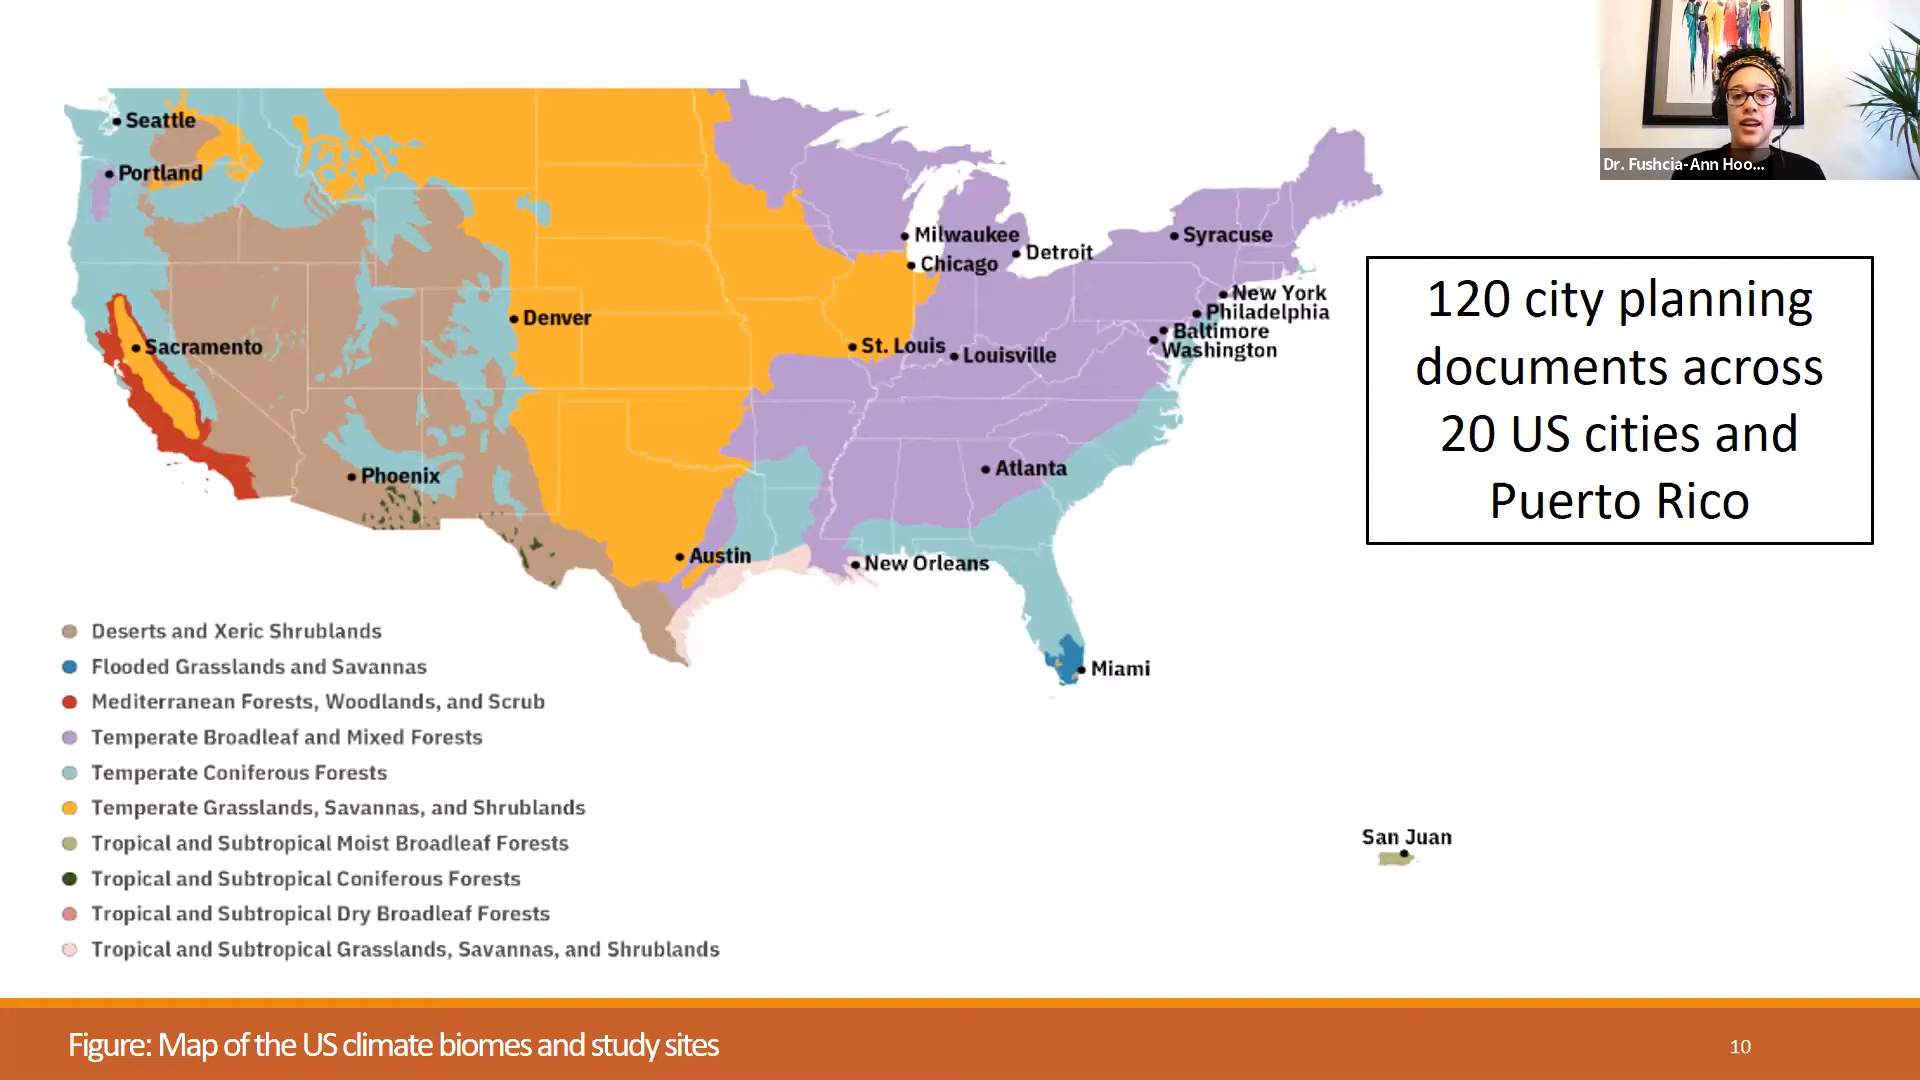 Dr. Fushcia-Ann Hoo...
Seattle
Portland
Milwaukee
Detroit
Chicago
Syracuse
New York
Philadelphia
Baltimore
Washington
Denver
Sacramento
St. Louis
Louisville
Phoenix
Atlanta
Austin
New Orleans
Miami
San Juan
120 city planning
documents across
20 US cities and
Puerto Rico
Deserts and Xeric Shrublands
Flooded Grasslands and Savannas
Mediterranean Forests, Woodlands, and Scrub
Temperate Broadleaf and Mixed Forests
Temperate Coniferous Forests
Temperate Grasslands, Savannas, and Shrublands
Tropical and Subtropical Moist Broadleaf Forests
Tropical and Subtropical Coniferous Forests
Tropical and Subtropical Dry Broadleaf Forests
Tropical and Subtropical Grasslands, Savannas, and Shrublands
Figure: Map of the US climate biomes and study sites
10